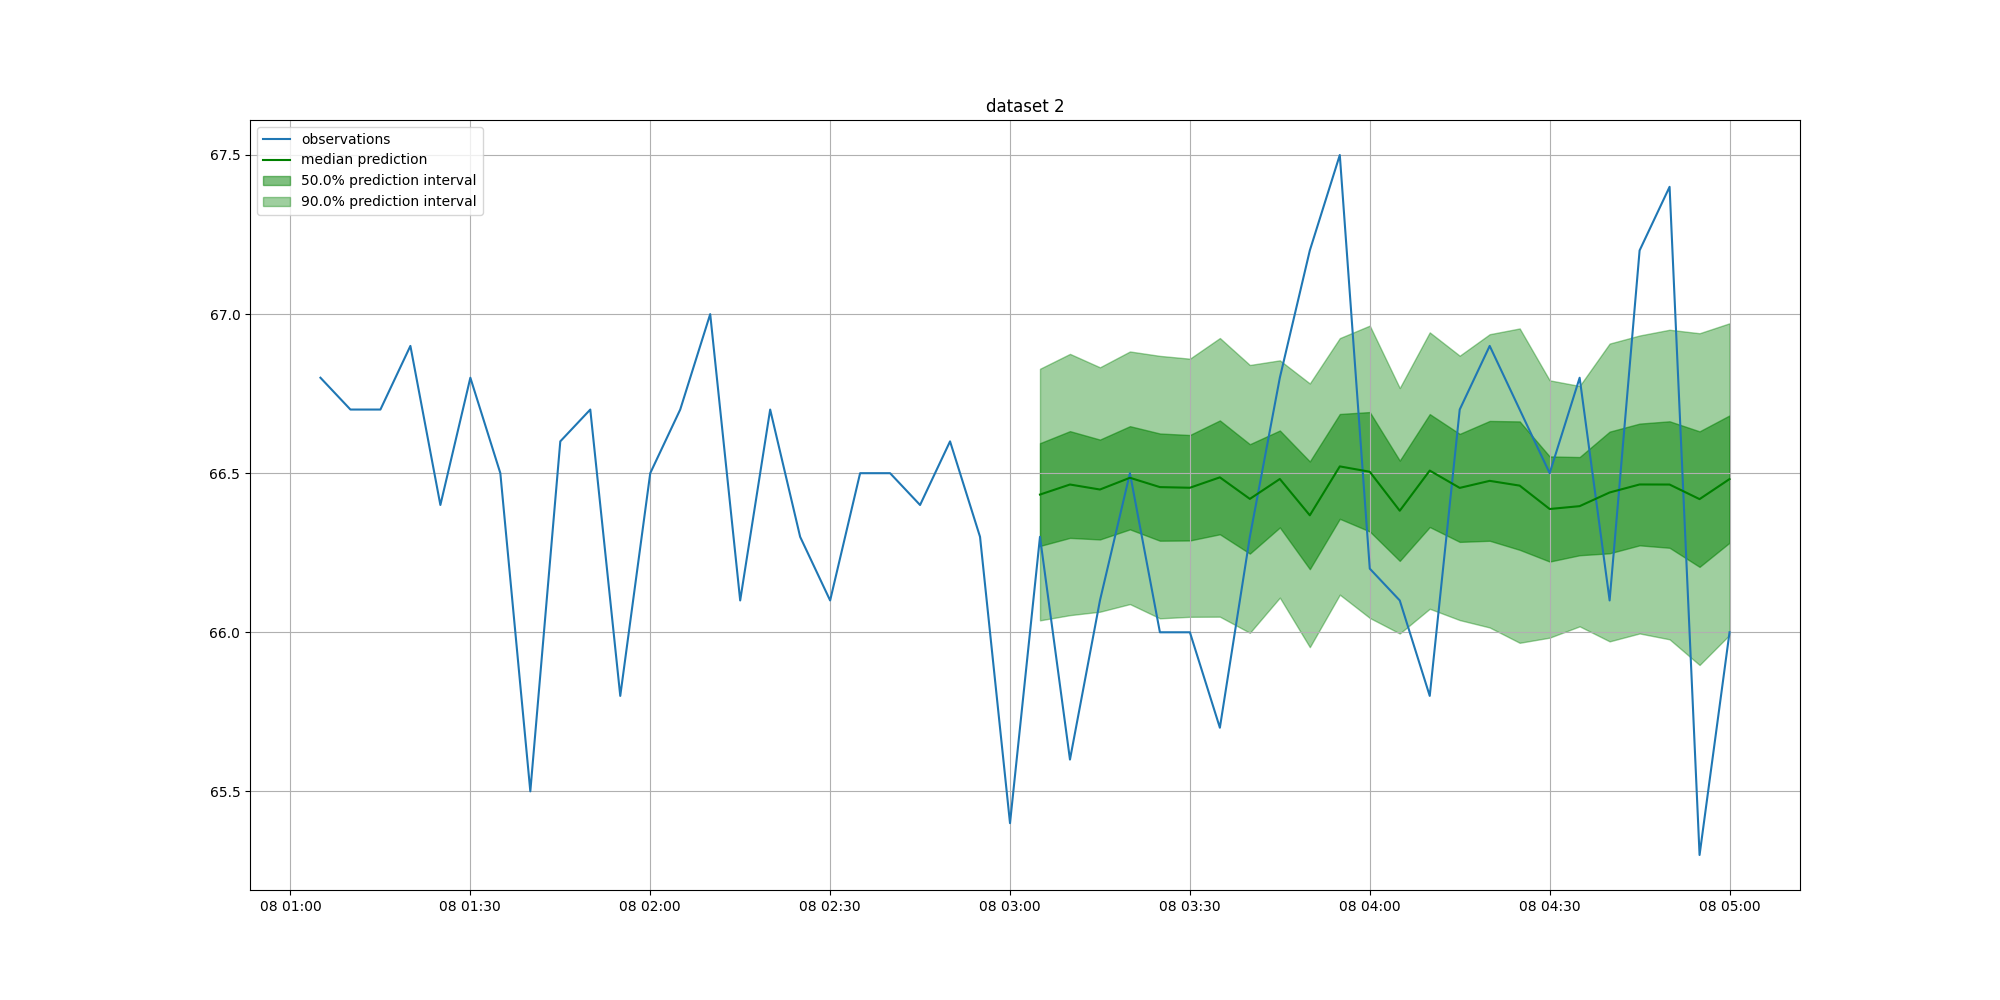 dataset 2
observations
median prediction
50.0% prediction interval
90.0% prediction interval
67.5
67.0
66.5
66.0
65.5
08 01:00 08 01:30 08 02:00 08 02:30 08 03:00 08 03:30 08 04:00 08 04:30 08 05:00